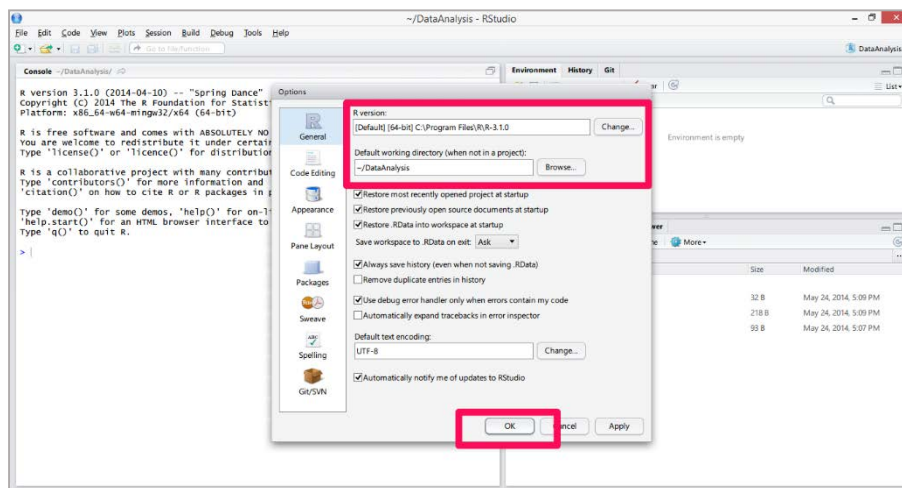 ~/DataAnalysis - RStudio
File Edit Code View Plots Session Build Debug Tools Help
Go to file/function
DataAnalysis
Console ~/DataAnalysis/
R version 3.1.0 (2014-04-10) -- "Spring Dance"
Copyright (C) 2014 The R Foundation for Statist
Platform: x86_64-w64-mingw32/x64 (64-bit)
R is free software and comes with ABSOLUTELY NO
You are welcome to redistribute it under certain
Type 'license()' or 'licence()' for distribution
R is a collaborative project with many contribut
Type 'contributors()' for more information and
'citation()' on how to cite R or R packages in p
Type 'demo()' for some demos, 'help()' for on-l
'help.start()' for an HTML browser interface to
Type 'q()' to quit R.
>
Options
General
Code Editing
Appearance
Pane Layout
Packages
Sweave
ABC
Spelling
Git/SVN
R version:
[Default] [64-bit] C:\Program Files\R\R-3.1.0
Change...
Default working directory (when not in a project):
~/DataAnalysis
Browse...
Restore most recently opened project at startup
Restore previously open source documents at startup
Restore .RData into workspace at startup
Save workspace to .RData on exit: Ask
Always save history (even when not saving .RData)
Remove duplicate entries in history
Use debug error handler only when errors contain my code
Automatically expand tracebacks in error inspector
Default text encoding:
UTF-8
Change...
Automatically notify me of updates to RStudio
OK
ncel
Apply
Environment History Git
List
Environment is empty
wer
More
Size Modified
32 B May 24, 2014, 5:09 PM
218 B May 24, 2014, 5:09 PM
93 B May 24, 2014, 5:07 PM